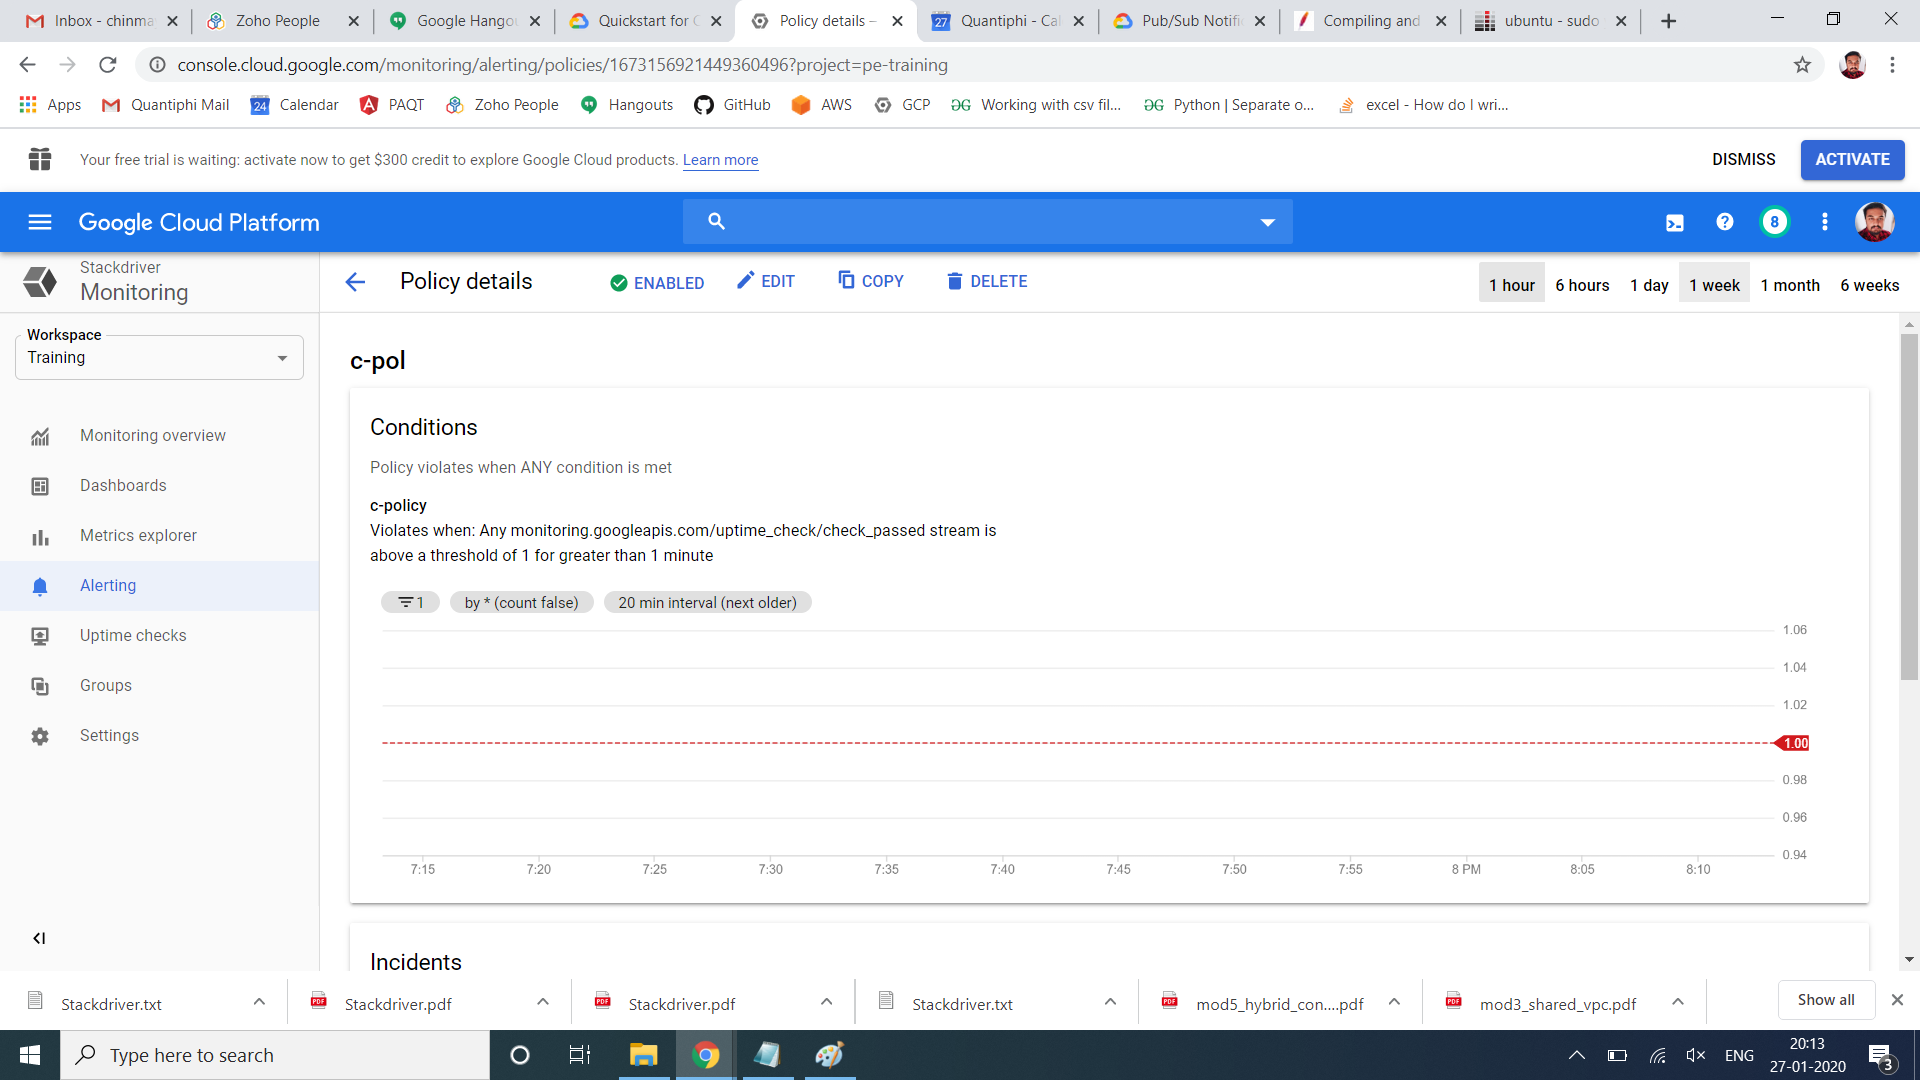 Inbox - chinma
Zoho People
Google Hangou
Quickstart for C
Policy details –
Quantiphi - Cal
Pub/Sub Notifi
Compiling and
ubuntu - sudo
console.cloud.google.com/monitoring/alerting/policies/1673156921449360496?project=pe-training
Apps
Quantiphi Mail
24
Calendar
PAQT
Zoho People
Hangouts
GitHub
AWS
GCP
Working with csv fil...
Python | Separate o...
excel - How do I wri...
Your free trial is waiting: activate now to get $300 credit to explore Google Cloud products. Learn more
DISMISS
ACTIVATE
Google Cloud Platform
8
Stackdriver
Monitoring
Policy details
ENABLED
EDIT
COPY
DELETE
1 hour
6 hours
1 day
1 week
1 month
6 weeks
Workspace
Training
Monitoring overview
Dashboards
Metrics explorer
Alerting
Uptime checks
Groups
Settings
c-pol
Conditions
Policy violates when ANY condition is met
c-policy
Violates when: Any monitoring.googleapis.com/uptime_check/check_passed stream is
above a threshold of 1 for greater than 1 minute
1
by * (count false)
20 min interval (next older)
1.06
1.04
1.02
1.00
0.98
0.96
0.94
7:15
7:20
7:25
7:30
7:35
7:40
7:45
7:50
7:55
8 PM
8:05
8:10
Incidents
Stackdriver.txt
Stackdriver.pdf
Stackdriver.pdf
Stackdriver.txt
mod5_hybrid_con....pdf
mod3_shared_vpc.pdf
Show all
Type here to search
ENG
20:13
27-01-2020
3